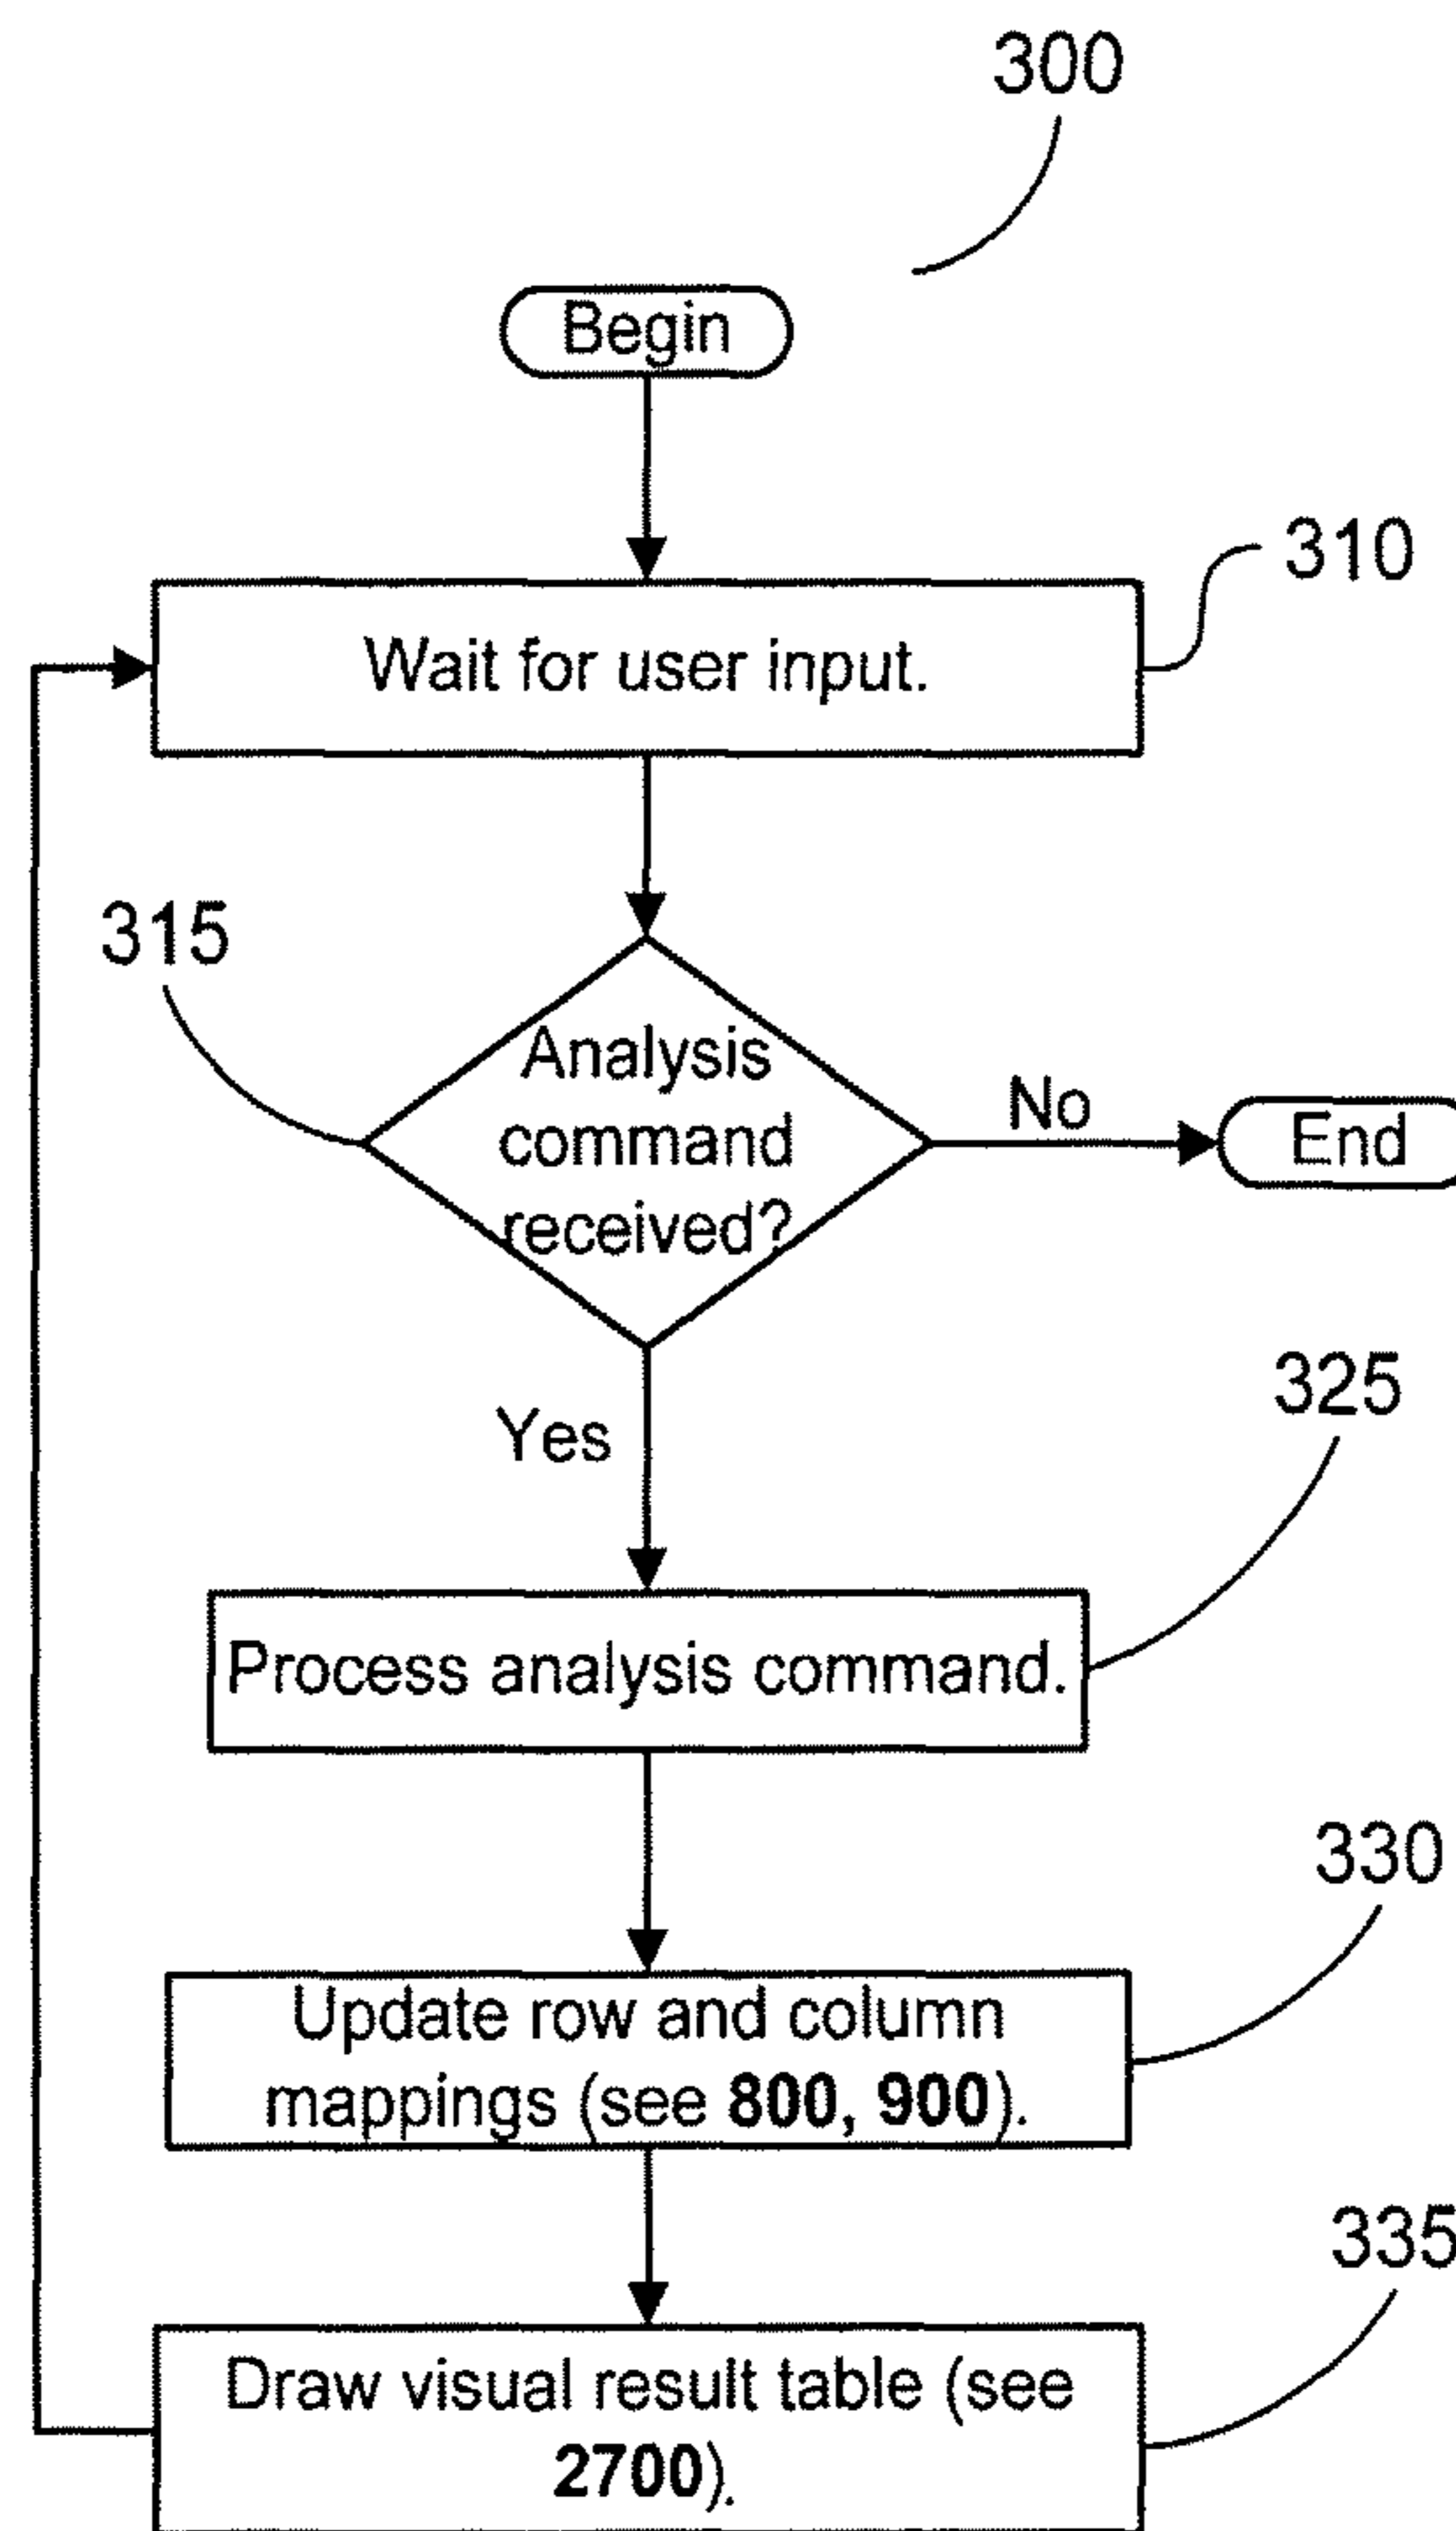 300
Begin
310
Wait for user input.
315
Analysis
command
received?
No
End
Yes
325
Process analysis command.
330
Update row and column
mappings (see 800, 900).
335
Draw visual result table (see
2700).